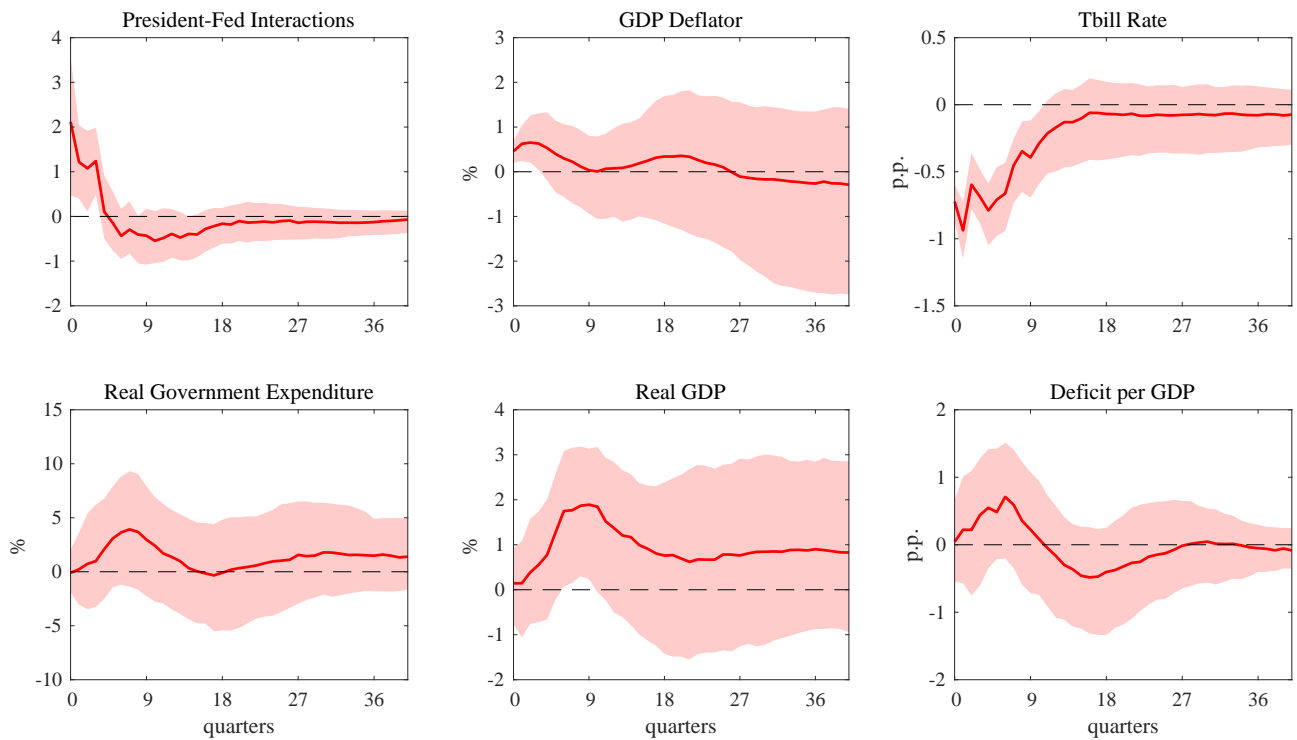 President-Fed Interactions
4
3
2
1
0
-1
-2
0 9 18 27 36
GDP Deflator
%
3
2
1
0
-1
-2
-3
0 9 18 27 36
Tbill Rate
p.p.
0.5
0
-0.5
-1
-1.5
0 9 18 27 36
Real Government Expenditure
%
15
10
5
0
-5
-10
0 9 18 27 36
quarters
Real GDP
%
4
3
2
1
0
-1
-2
0 9 18 27 36
quarters
Deficit per GDP
p.p.
2
1
0
-1
-2
0 9 18 27 36
quarters